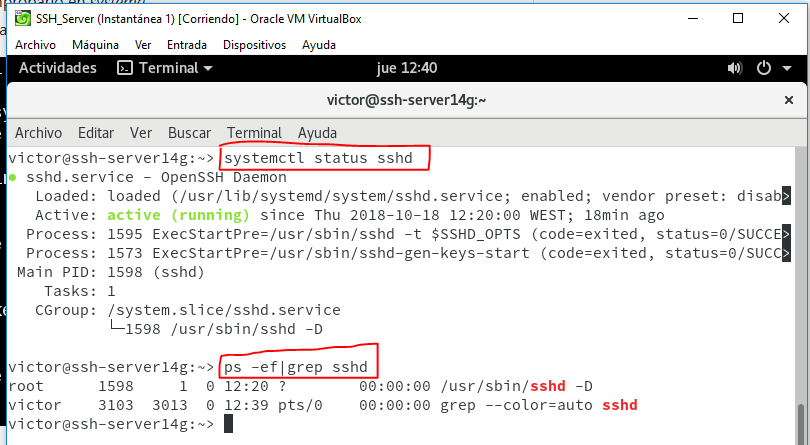 SSH_Server (Instantánea 1) [Corriendo] - Oracle VM VirtualBox
Archivo Máquina Ver Entrada Dispositivos Ayuda
Actividades Terminal jue 12:40
victor@ssh-server14g:~
Archivo Editar Ver Buscar Terminal Ayuda
victor@ssh-server14g:~> systemctl status sshd
● sshd.service - OpenSSH Daemon
Loaded: loaded (/usr/lib/systemd/system/sshd.service; enabled; vendor preset: disab>
Active: active (running) since Thu 2018-10-18 12:20:00 WEST; 18min ago
Process: 1595 ExecStartPre=/usr/sbin/sshd -t $SSHD_OPTS (code=exited, status=0/SUCCE>
Process: 1573 ExecStartPre=/usr/sbin/sshd-gen-keys-start (code=exited, status=0/SUCC>
Main PID: 1598 (sshd)
Tasks: 1
CGroup: /system.slice/sshd.service
└─1598 /usr/sbin/sshd -D
victor@ssh-server14g:~> ps -ef|grep sshd
root 1598 1 0 12:20 ? 00:00:00 /usr/sbin/sshd -D
victor 3103 3013 0 12:39 pts/0 00:00:00 grep --color=auto sshd
victor@ssh-server14g:~>